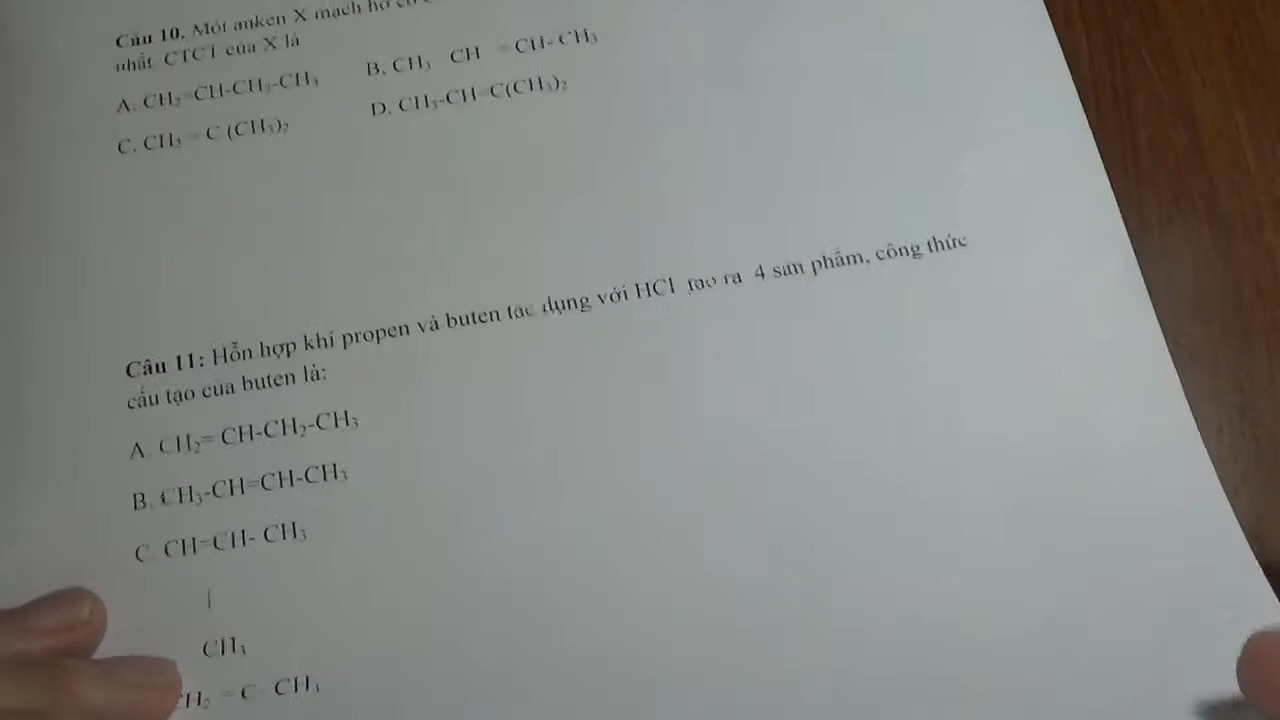 Câu 10. Một anken X mạch hở
nhất. CTCT của X là
A. CH₂=CH-CH₂-CH₃ B. CH₃ CH = CH- CH₃
C. CH₂ = C (CH₃)₂ D. CH₃-CH=C(CH₃)₂
Câu 11: Hỗn hợp khí propen và buten tác dụng với HCl tạo ra 4 sản phẩm, công thức
cấu tạo của buten là:
A. CH₂= CH-CH₂-CH₃
B. CH₃-CH=CH-CH₃
C. CH=CH- CH₃
|
CH₃
H₂ = C CH₃